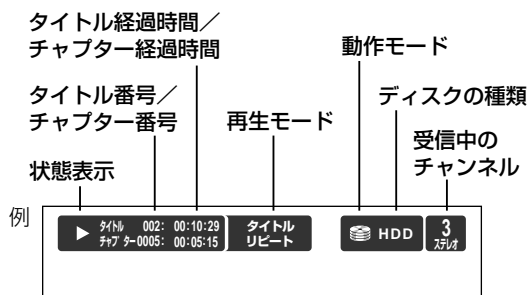 タイトル経過時間／
チャプター経過時間
動作モード
タイトル番号／
チャプター番号
再生モード
ディスクの種類
受信中の
チャンネル
状態表示
例
ﾀｲﾄﾙ 002: 00:10:29
ﾁｬﾌﾟﾀｰ0005: 00:05:15
タイトル
リピート
HDD
3
ｽﾃﾚｵ